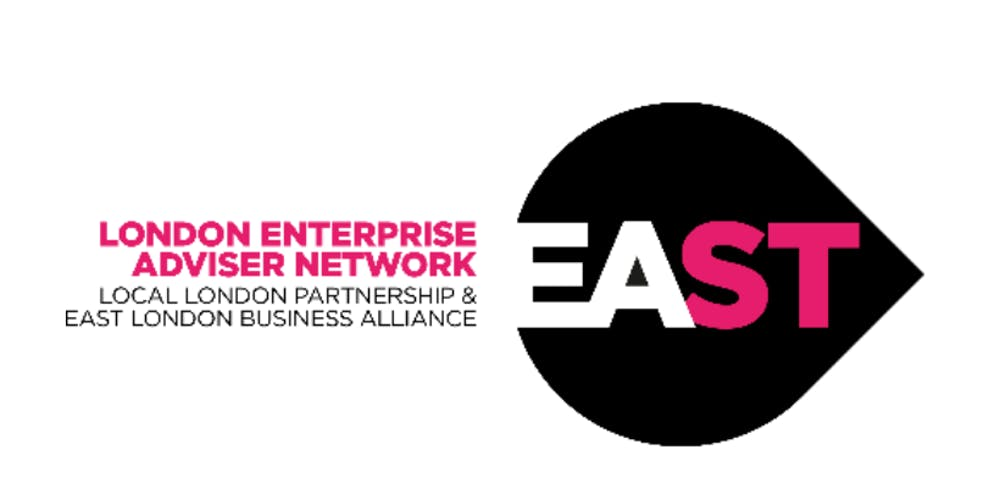 LONDON ENTERPRISE
ADVISER NETWORK
LOCAL LONDON PARTNERSHIP &
EAST LONDON BUSINESS ALLIANCE
EAST